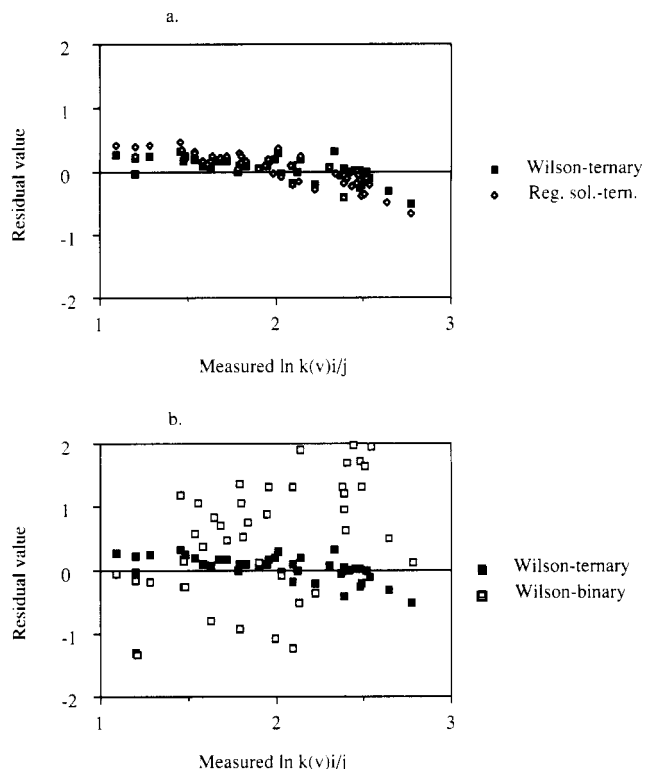 a.
2
1
0
-1
-2
Residual value
1
2
3
Measured ln k(v)i/j
Wilson-ternary
Reg. sol.-tern.
b.
2
1
0
-1
-2
Residual value
1
2
3
Measured ln k(v)i/j
Wilson-ternary
Wilson-binary